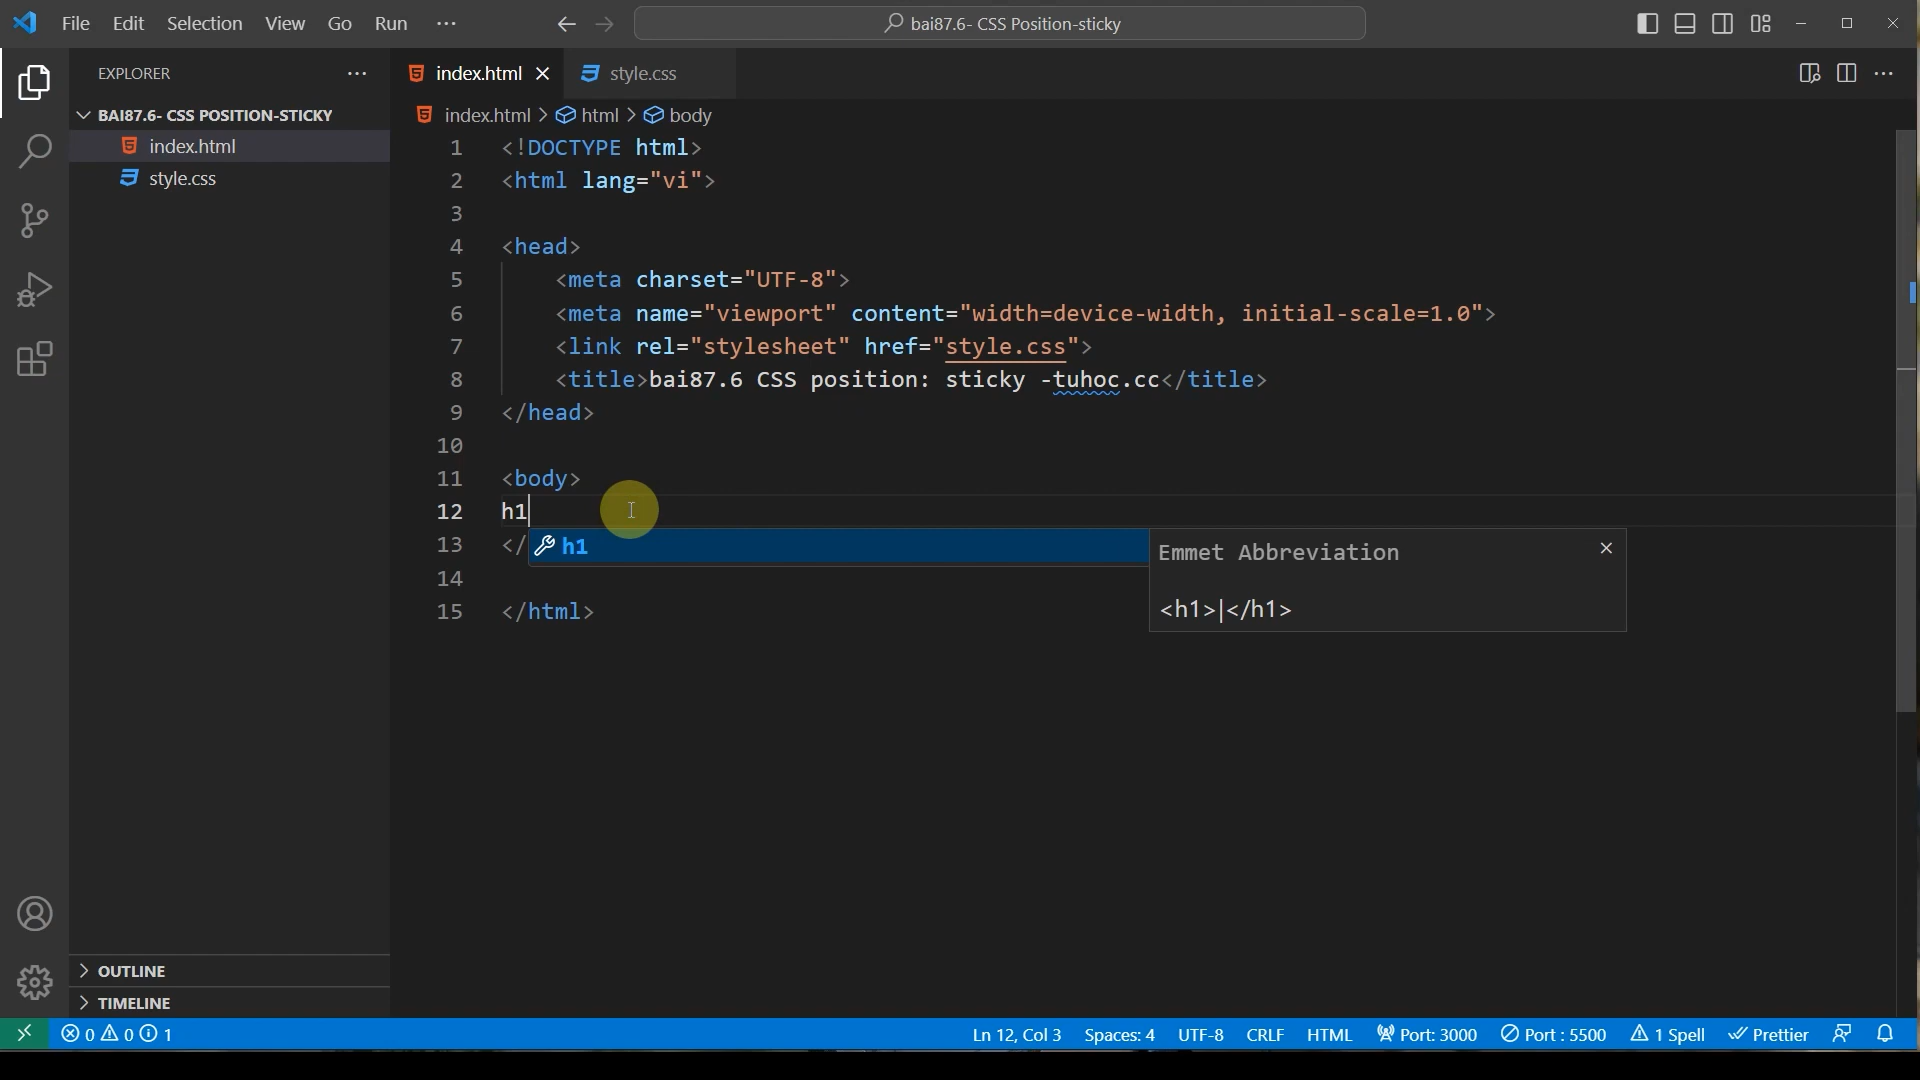 File Edit Selection View Go Run ···
bai87.6- CSS Position-sticky
EXPLORER
BAI87.6- CSS POSITION-STICKY
index.html
style.css
OUTLINE
TIMELINE
index.html style.css
index.html > html > body
1 <!DOCTYPE html>
2 <html lang="vi">
3
4 <head>
5 <meta charset="UTF-8">
6 <meta name="viewport" content="width=device-width, initial-scale=1.0">
7 <link rel="stylesheet" href="style.css">
8 <title>bai87.6 CSS position: sticky -tuhoc.cc</title>
9 </head>
10
11 <body>
12 h1
13 </
14
15 </html>
h1
Emmet Abbreviation
<h1>|</h1>
0 0 1 Ln 12, Col 3 Spaces: 4 UTF-8 CRLF HTML Port: 3000 Port : 5500 1 Spell Prettier